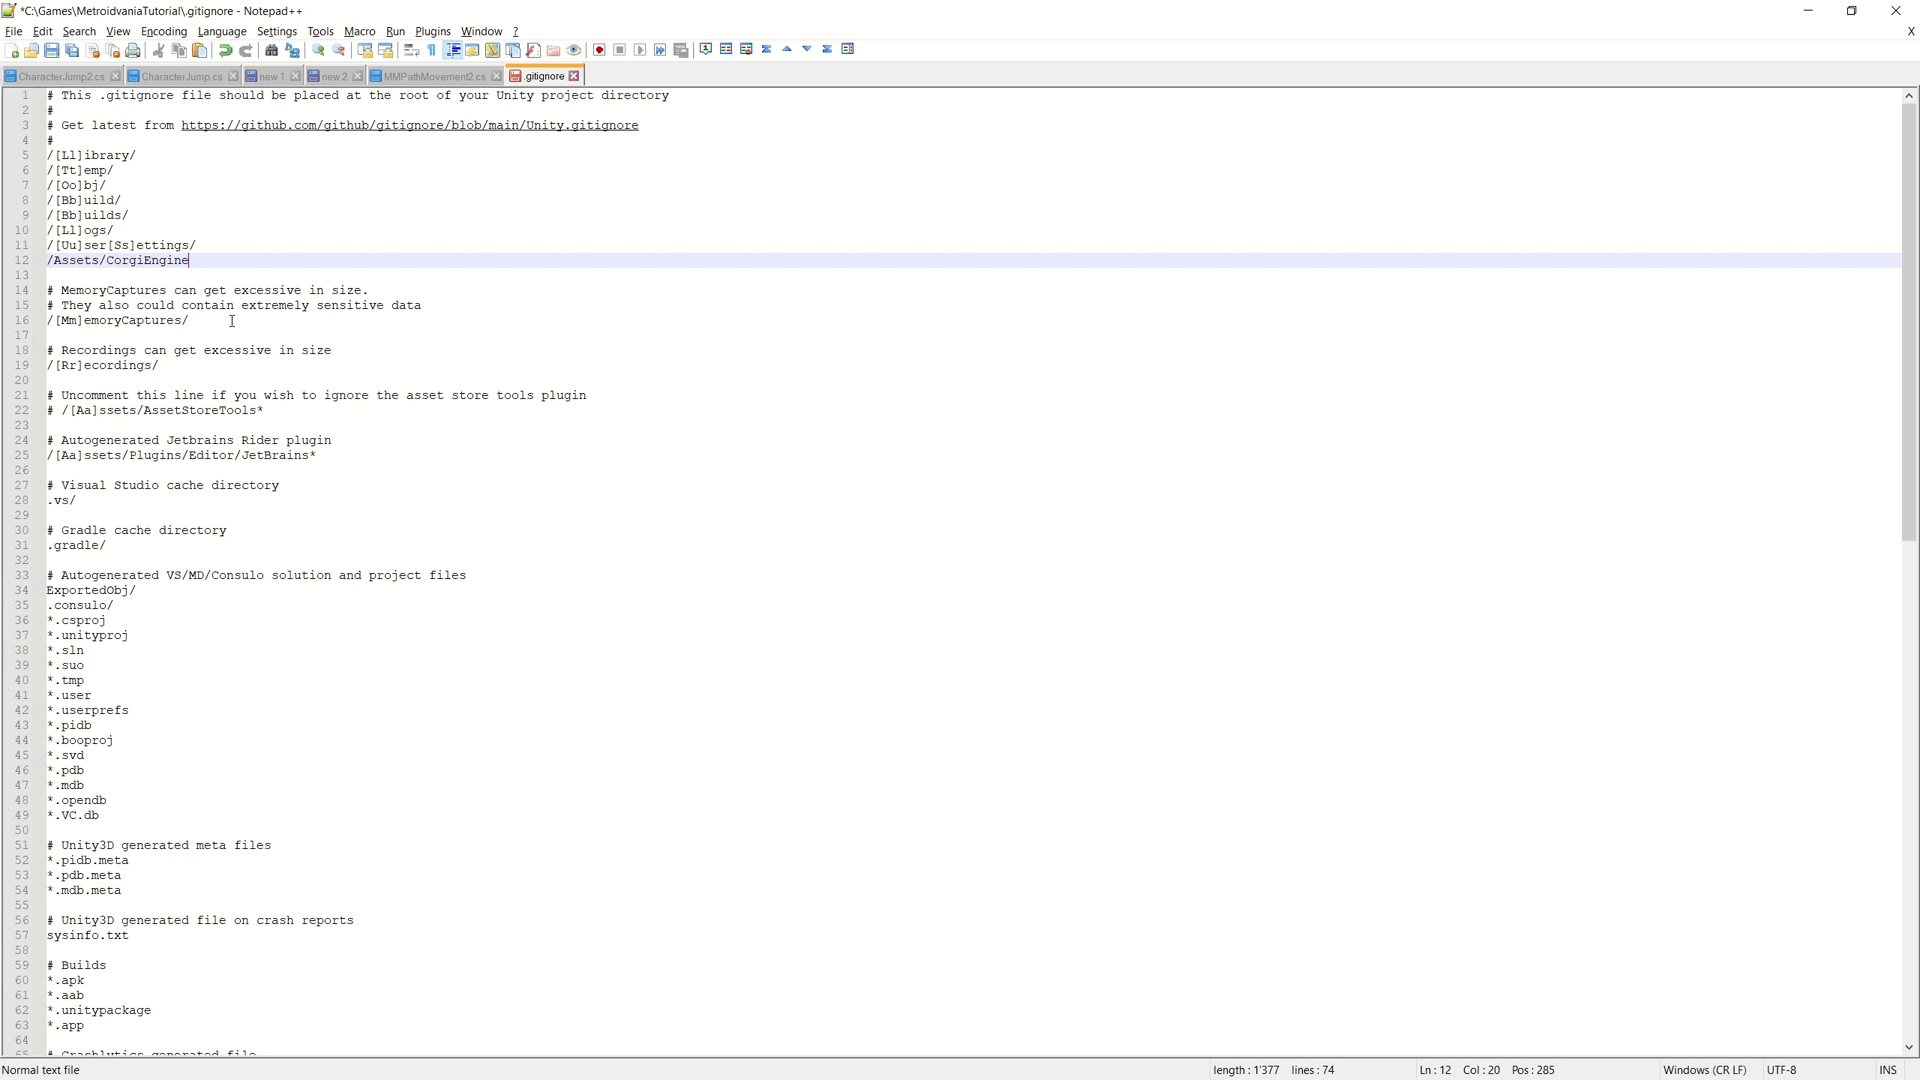 *C:\Games\MetroidvaniaTutorial\.gitignore - Notepad++
File Edit Search View Encoding Language Settings Tools Macro Run Plugins Window ? X
CharacterJump2.cs CharacterJump.cs new 1 new 2 MMPathMovement2.cs .gitignore
1 # This .gitignore file should be placed at the root of your Unity project directory
2 #
3 # Get latest from https://github.com/github/gitignore/blob/main/Unity.gitignore
4 #
5 /[Ll]ibrary/
6 /[Tt]emp/
7 /[Oo]bj/
8 /[Bb]uild/
9 /[Bb]uilds/
10 /[Ll]ogs/
11 /[Uu]ser[Ss]ettings/
12 /Assets/CorgiEngine
13
14 # MemoryCaptures can get excessive in size.
15 # They also could contain extremely sensitive data
16 /[Mm]emoryCaptures/
17
18 # Recordings can get excessive in size
19 /[Rr]ecordings/
20
21 # Uncomment this line if you wish to ignore the asset store tools plugin
22 # /[Aa]ssets/AssetStoreTools*
23
24 # Autogenerated Jetbrains Rider plugin
25 /[Aa]ssets/Plugins/Editor/JetBrains*
26
27 # Visual Studio cache directory
28 .vs/
29
30 # Gradle cache directory
31 .gradle/
32
33 # Autogenerated VS/MD/Consulo solution and project files
34 ExportedObj/
35 .consulo/
36 *.csproj
37 *.unityproj
38 *.sln
39 *.suo
40 *.tmp
41 *.user
42 *.userprefs
43 *.pidb
44 *.booproj
45 *.svd
46 *.pdb
47 *.mdb
48 *.opendb
49 *.VC.db
50
51 # Unity3D generated meta files
52 *.pidb.meta
53 *.pdb.meta
54 *.mdb.meta
55
56 # Unity3D generated file on crash reports
57 sysinfo.txt
58
59 # Builds
60 *.apk
61 *.aab
62 *.unitypackage
63 *.app
64
65 # Crashlytics generated file
Normal text file length : 1'377 lines : 74 Ln : 12 Col : 20 Pos : 285 Windows (CR LF) UTF-8 INS